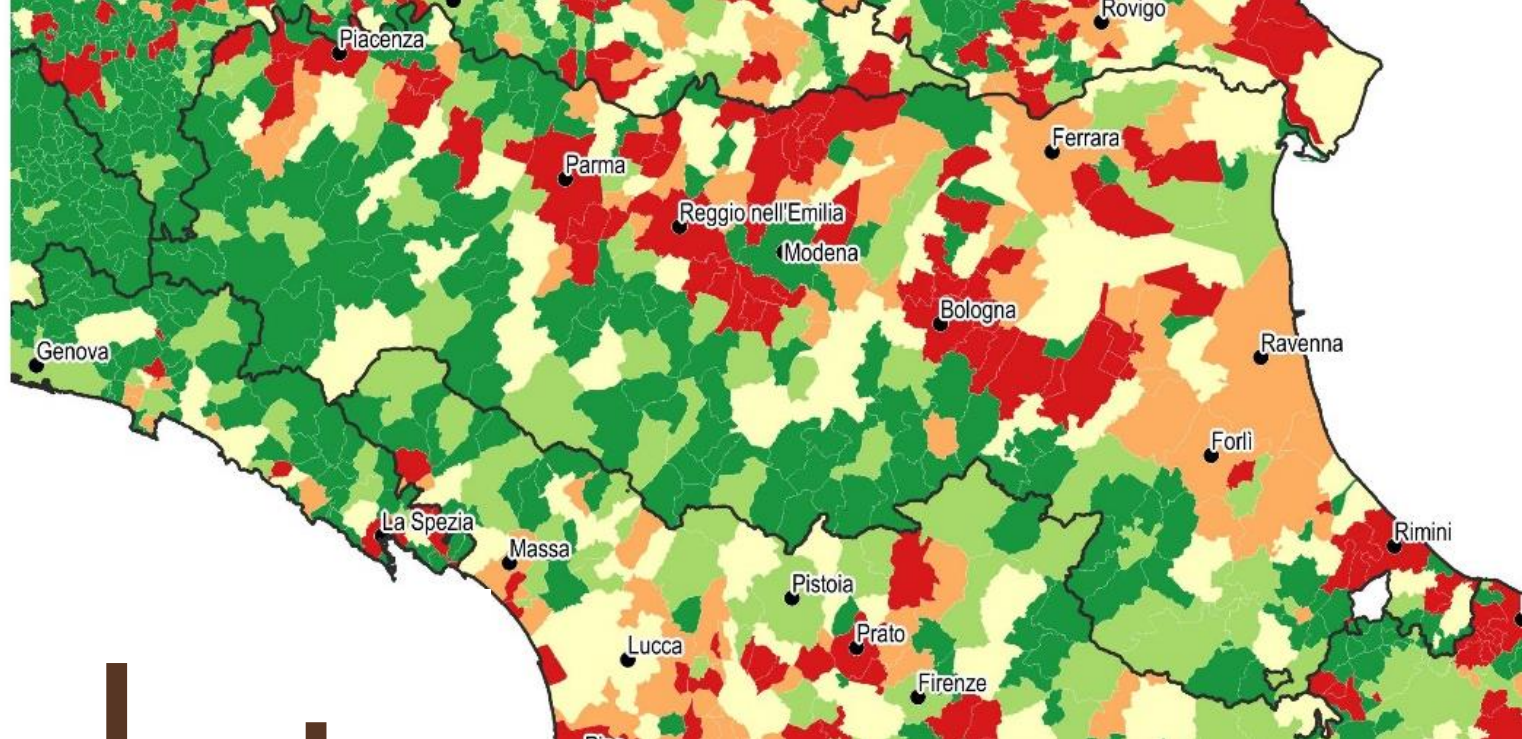 Rovigo
Piacenza
Ferrara
Parma
Reggio nell'Emilia
Modena
Bologna
Genova
Ravenna
Forlì
La Spezia
Rimini
Massa
Pistoia
Prato
Lucca
Firenze